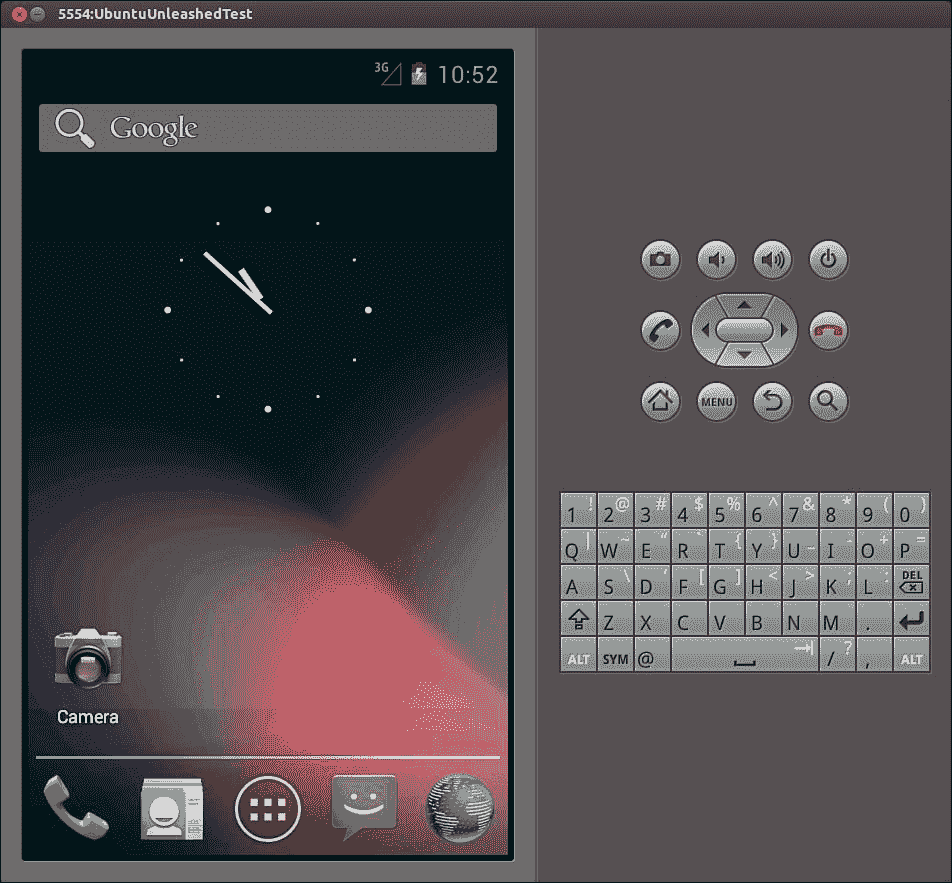 5554:UbuntuUnleashedTest
3G 10:52
Google
Camera
MENU
1 ! 2 @ 3 # 4 $ 5 % 6 ^ 7 & 8 * 9 ( 0 )
Q | W ~ E “ R ` T { Y } U _ I - O + P =
A S \ D ‘ F [ G ] H < J > K ; L : DEL
Z X C V B N M .
ALT SYM @ / ? , ALT